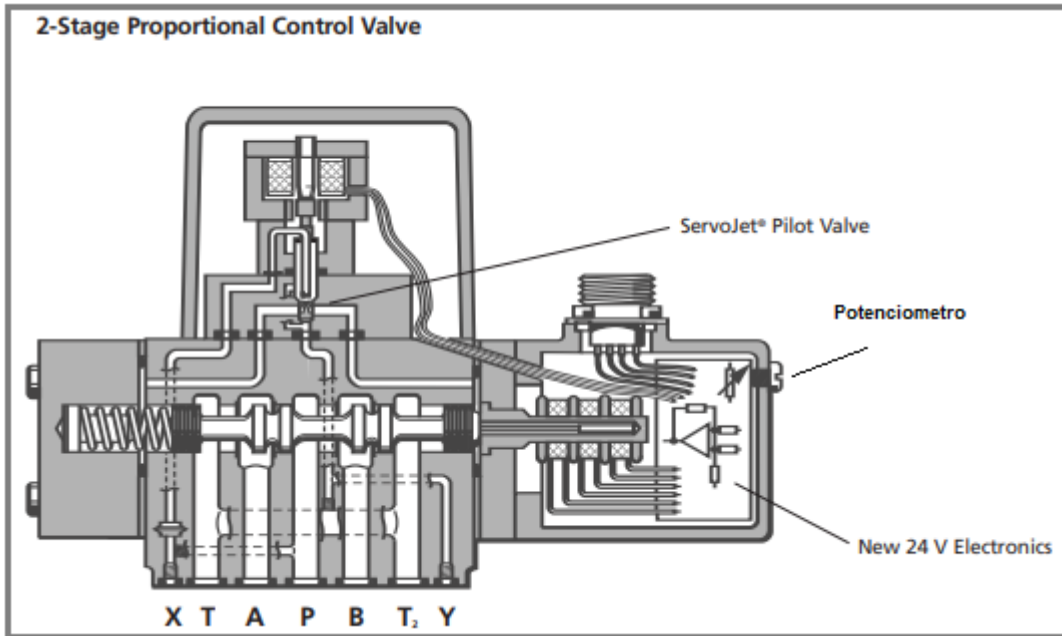 2-Stage Proportional Control Valve
ServoJet® Pilot Valve
Potenciometro
New 24 V Electronics
X T A P B T₂ Y